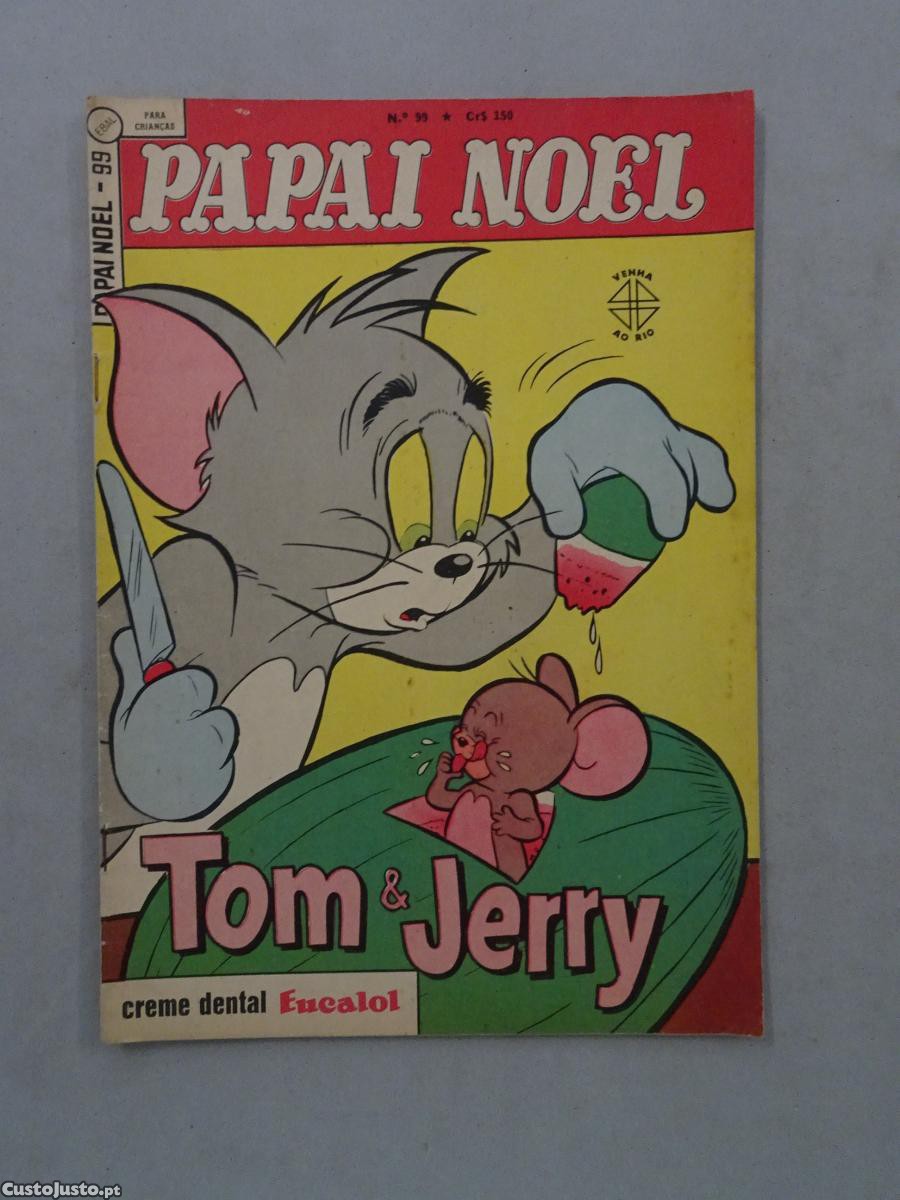 EBAL
PARA
CRIANÇAS
N.º 99 ★ Cr$ 150
PAPAI NOEL
PAPAI NOEL - 99
VENHA
AO RIO
Tom & Jerry
creme dental Eucalol
CustoJusto.pt